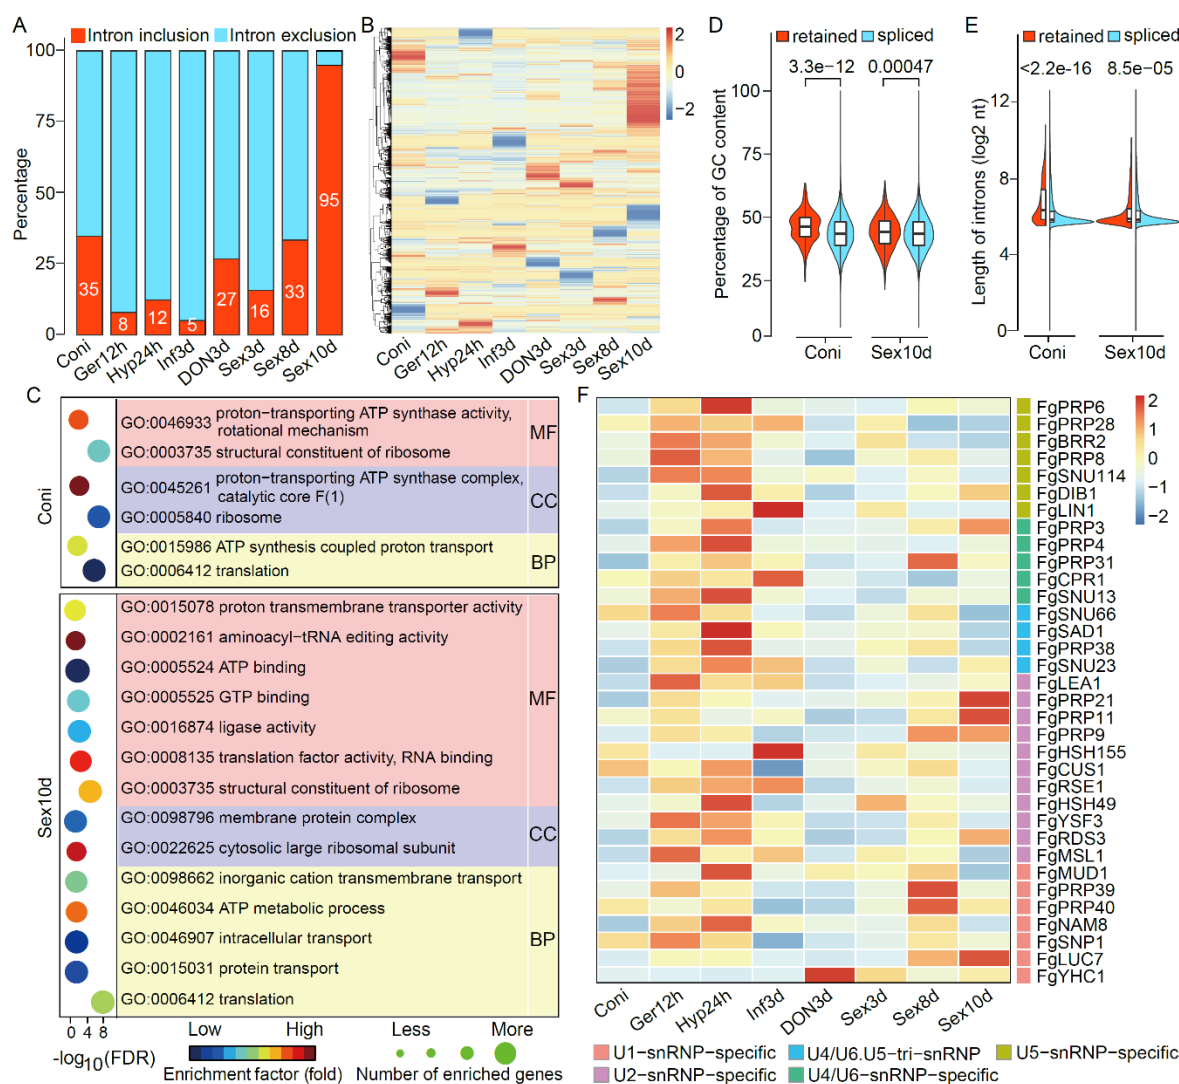 A
Intron inclusion
Intron exclusion
Percentage
100
75
50
25
0
35
8
12
5
27
16
33
95
Coni
Ger12h
Hyp24h
Inf3d
DON3d
Sex3d
Sex8d
Sex10d
B
2
0
−2
Coni
Ger12h
Hyp24h
Inf3d
DON3d
Sex3d
Sex8d
Sex10d
D
retained
spliced
3.3e−12
0.00047
Percentage of GC content
100
75
50
25
0
Coni
Sex10d
E
retained
spliced
<2.2e-16
8.5e−05
Length of introns (log2 nt)
12
8
4
0
Coni
Sex10d
C
Coni
GO:0046933 proton−transporting ATP synthase activity,
rotational mechanism
GO:0003735 structural constituent of ribosome
MF
GO:0045261 proton−transporting ATP synthase complex,
catalytic core F(1)
GO:0005840 ribosome
CC
GO:0015986 ATP synthesis coupled proton transport
GO:0006412 translation
BP
Sex10d
GO:0015078 proton transmembrane transporter activity
GO:0002161 aminoacyl−tRNA editing activity
GO:0005524 ATP binding
GO:0005525 GTP binding
GO:0016874 ligase activity
GO:0008135 translation factor activity, RNA binding
GO:0003735 structural constituent of ribosome
MF
GO:0098796 membrane protein complex
GO:0022625 cytosolic large ribosomal subunit
CC
GO:0098662 inorganic cation transmembrane transport
GO:0046034 ATP metabolic process
GO:0046907 intracellular transport
GO:0015031 protein transport
GO:0006412 translation
BP
0 4 8
-log10(FDR)
Low High
Enrichment factor (fold)
Less More
Number of enriched genes
F
FgPRP6
FgPRP28
FgBRR2
FgPRP8
FgSNU114
FgDIB1
FgLIN1
FgPRP3
FgPRP4
FgPRP31
FgCPR1
FgSNU13
FgSNU66
FgSAD1
FgPRP38
FgSNU23
FgLEA1
FgPRP21
FgPRP11
FgPRP9
FgHSH155
FgCUS1
FgRSE1
FgHSH49
FgYSF3
FgRDS3
FgMSL1
FgMUD1
FgPRP39
FgPRP40
FgNAM8
FgSNP1
FgLUC7
FgYHC1
2
1
0
−1
−2
Coni
Ger12h
Hyp24h
Inf3d
DON3d
Sex3d
Sex8d
Sex10d
U1−snRNP−specific
U4/U6.U5−tri−snRNP
U5−snRNP−specific
U2−snRNP−specific
U4/U6−snRNP−specific